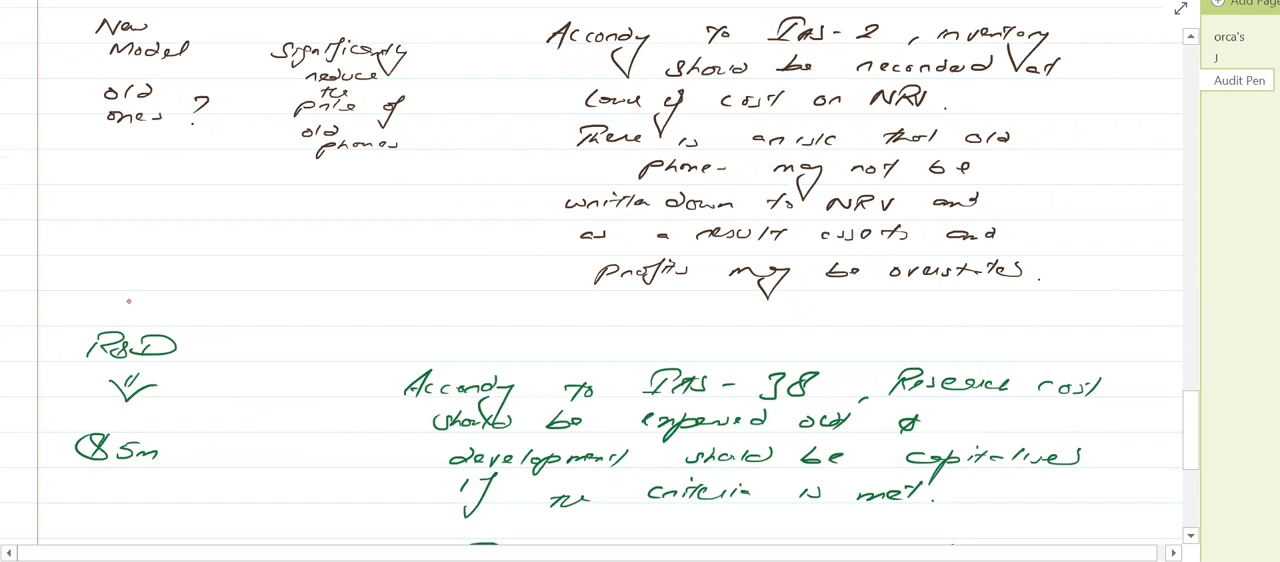 Add Page
orca's
J
Audit Pen
New
Model
old
ones ?
Significantly
reduce
the
price of
old
phones
According to IAS-2, inventory
should be recorded at
lower of cost or NRV.
There is a risk that old
phones may not be
written down to NRV and
as a result assets and
profits may be overstated.
R&D
$5m
According to IAS-38, Research cost
should be expensed out &
development should be capitalised
if the criteria is met.